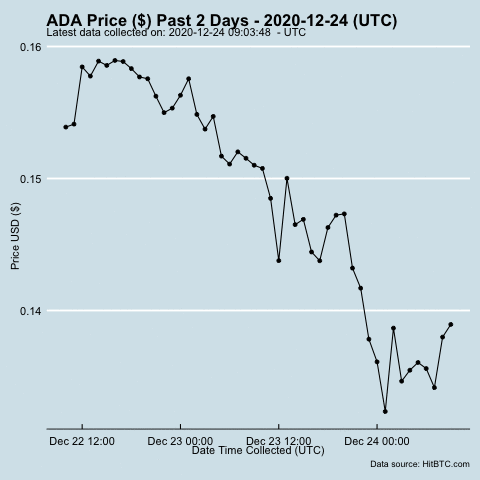 ADA Price ($) Past 2 Days - 2020-12-24 (UTC)
Latest data collected on: 2020-12-24 09:03:48 - UTC
0.16
0.15
0.14
Price USD ($)
Dec 22 12:00 Dec 23 00:00 Dec 23 12:00 Dec 24 00:00
Date Time Collected (UTC)
Data source: HitBTC.com